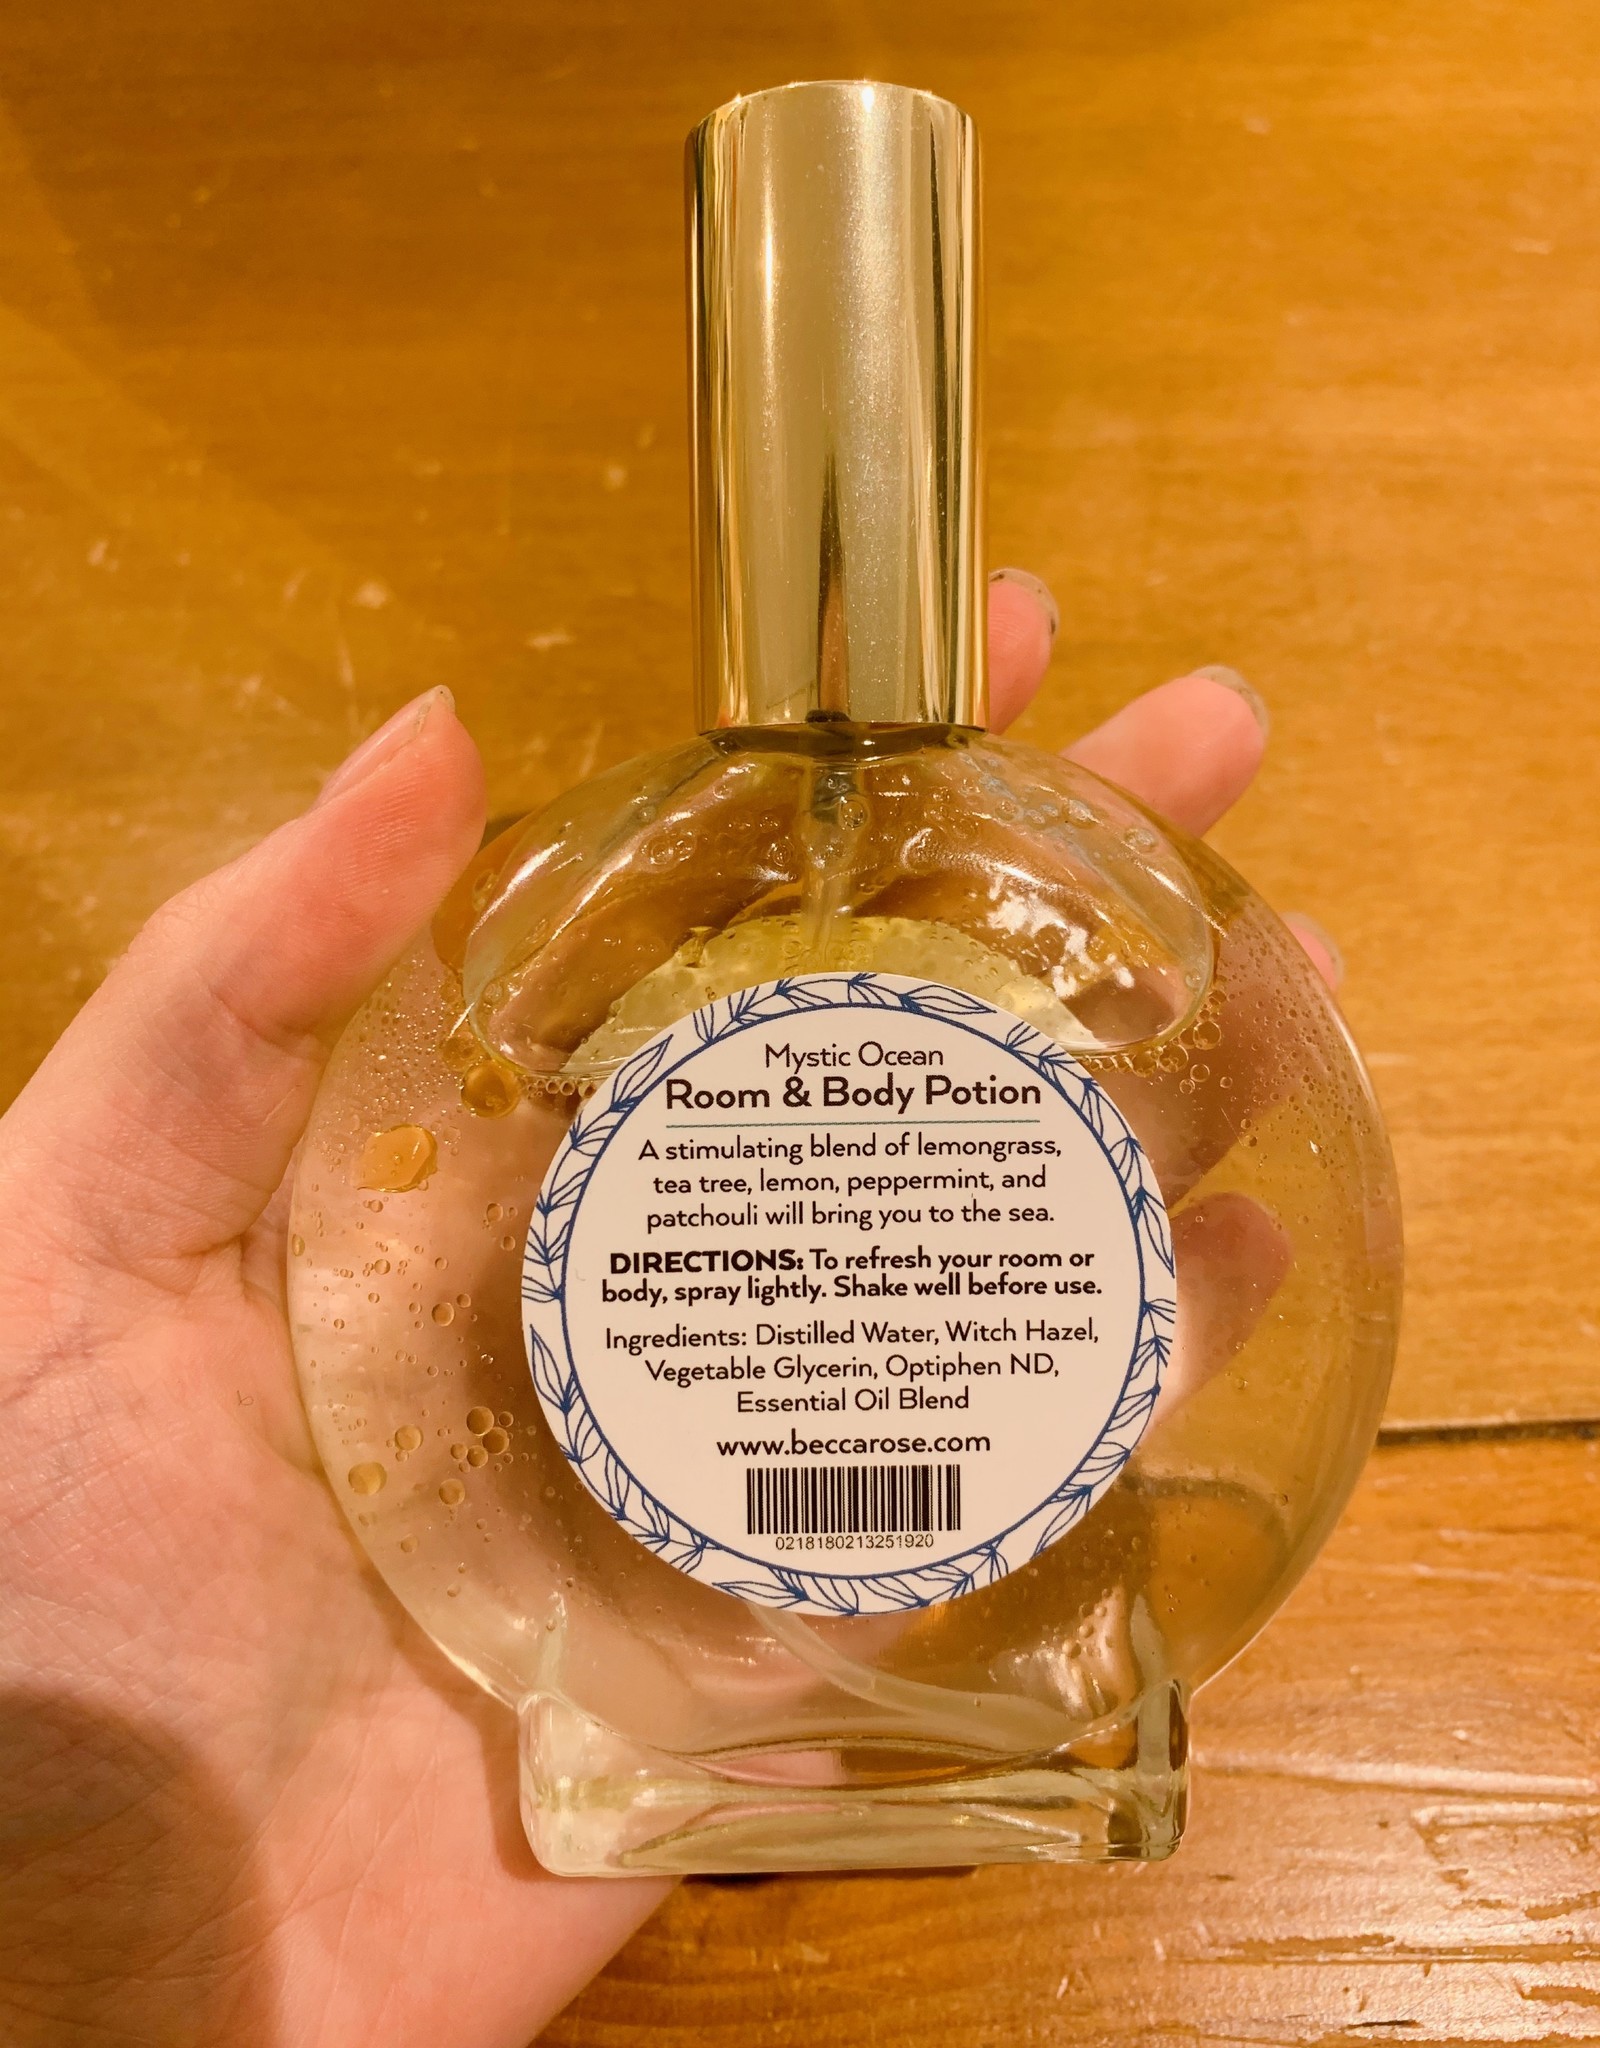 Mystic Ocean
Room & Body Potion
A stimulating blend of lemongrass,
tea tree, lemon, peppermint, and
patchouli will bring you to the sea.
DIRECTIONS: To refresh your room or
body, spray lightly. Shake well before use.
Ingredients: Distilled Water, Witch Hazel,
Vegetable Glycerin, Optiphen ND,
Essential Oil Blend
www.beccarose.com
0218180213251920